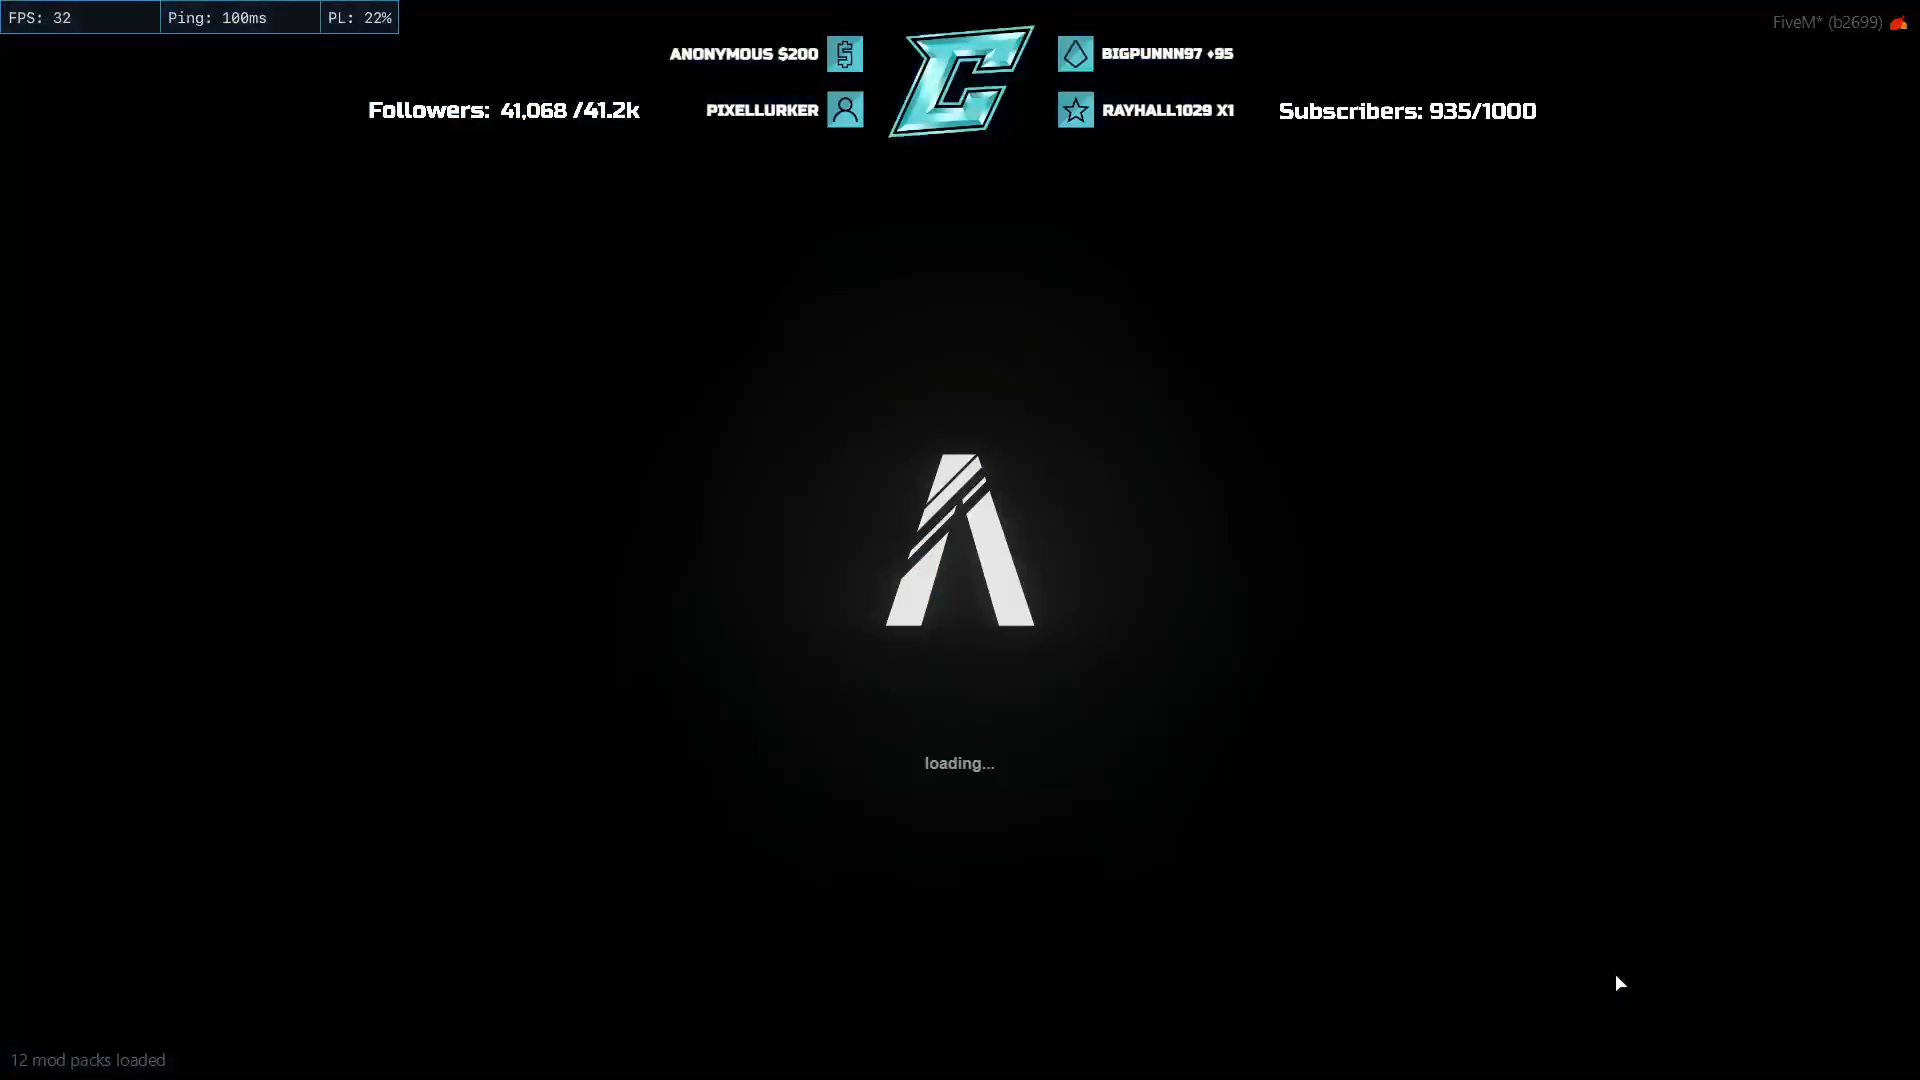 FPS: 32 Ping: 100ms PL: 22%
FiveM* (b2699)
ANONYMOUS $200
BIGPUNNN97 ♦95
Followers: 41,068 /41.2k
PIXELLURKER
RAYHALL1029 X1
Subscribers: 935/1000
loading...
12 mod packs loaded